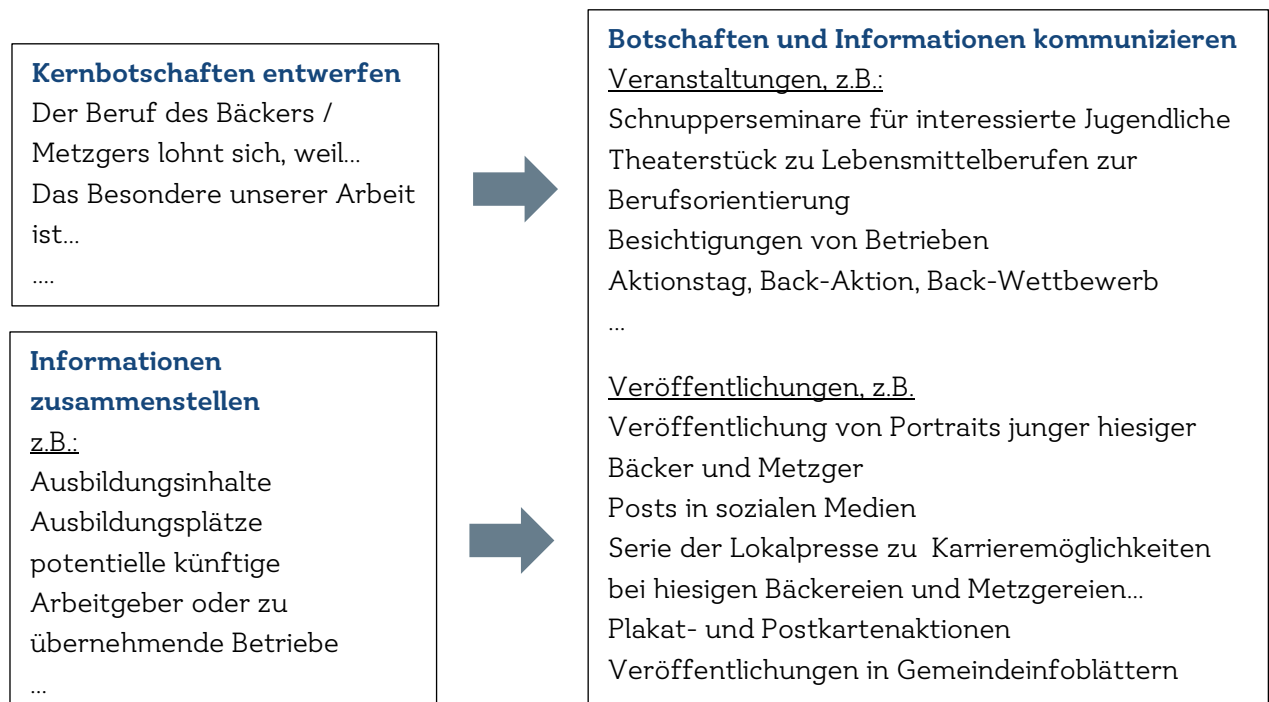 Kernbotschaften entwerfen
Der Beruf des Bäckers /
Metzgers lohnt sich, weil...
Das Besondere unserer Arbeit
ist...
....
Informationen
zusammenstellen
z.B.:
Ausbildungsinhalte
Ausbildungsplätze
potentielle künftige
Arbeitgeber oder zu
übernehmende Betriebe
...
Botschaften und Informationen kommunizieren
Veranstaltungen, z.B.:
Schnupperseminare für interessierte Jugendliche
Theaterstück zu Lebensmittelberufen zur
Berufsorientierung
Besichtigungen von Betrieben
Aktionstag, Back-Aktion, Back-Wettbewerb
...
Veröffentlichungen, z.B.
Veröffentlichung von Portraits junger hiesiger
Bäcker und Metzger
Posts in sozialen Medien
Serie der Lokalpresse zu Karrieremöglichkeiten
bei hiesigen Bäckereien und Metzgereien...
Plakat- und Postkartenaktionen
Veröffentlichungen in Gemeindeinfoblättern